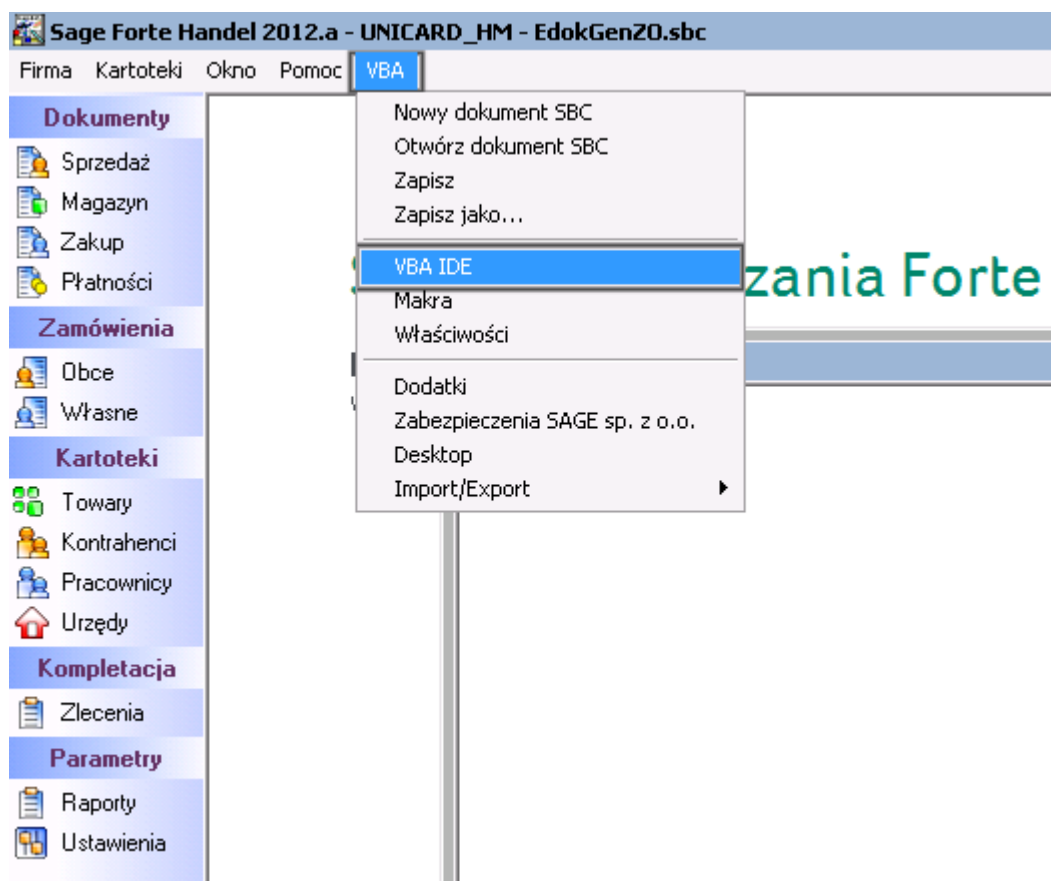 Sage Forte Handel 2012.a - UNICARD_HM - EdokGenZO.sbc
Firma Kartoteki Okno Pomoc VBA
Dokumenty
Sprzedaż
Magazyn
Zakup
Płatności
Zamówienia
Obce
Własne
Kartoteki
Towary
Kontrahenci
Pracownicy
Urzędy
Kompletacja
Zlecenia
Parametry
Raporty
Ustawienia
Nowy dokument SBC
Otwórz dokument SBC
Zapisz
Zapisz jako...
VBA IDE
Makra
Właściwości
Dodatki
Zabezpieczenia SAGE sp. z o.o.
Desktop
Import/Export
zania Forte